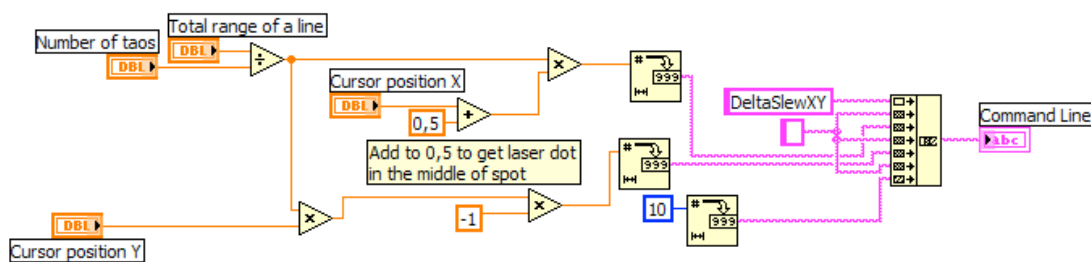 Total range of a line
Number of taos
DBL
DBL
÷
Cursor position X
DBL
0,5
+
x
#
999
DeltaSlewXY
Command Line
abc
Add to 0,5 to get laser dot
in the middle of spot
#
999
-1
x
x
10
#
999
DBL
Cursor position Y